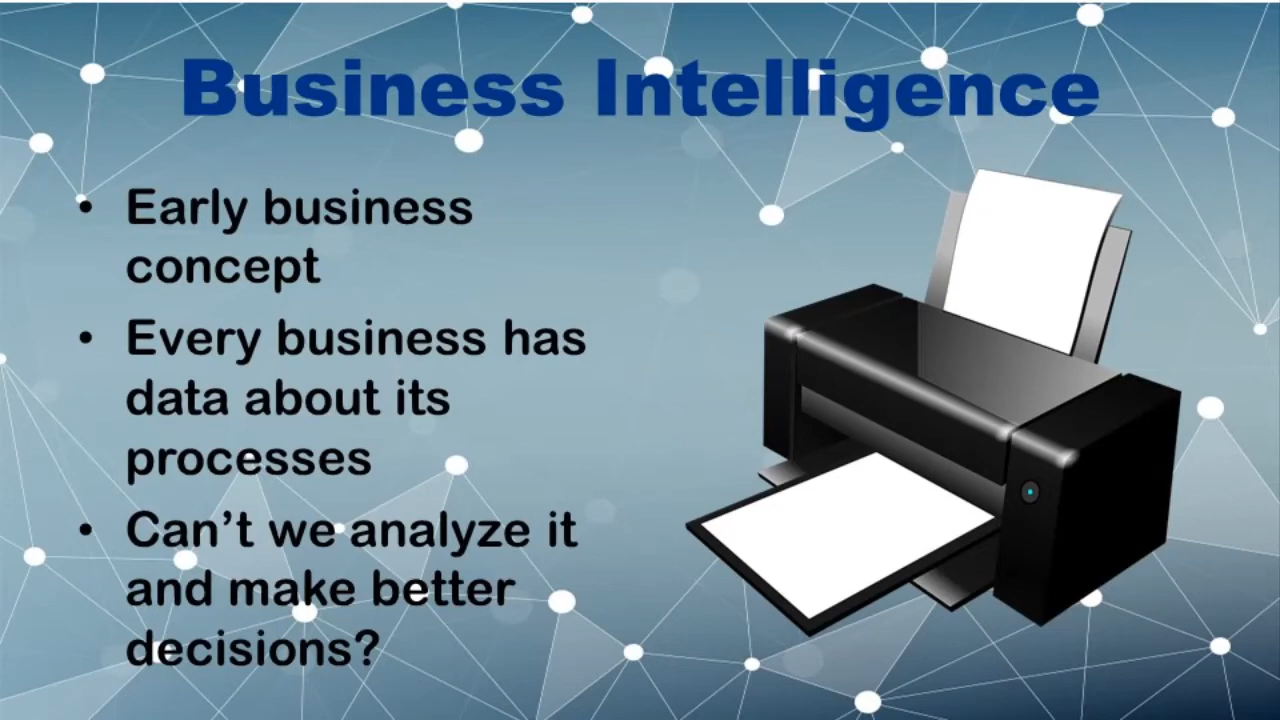 Business Intelligence
• Early business
concept
• Every business has
data about its
processes
• Can’t we analyze it
and make better
decisions?